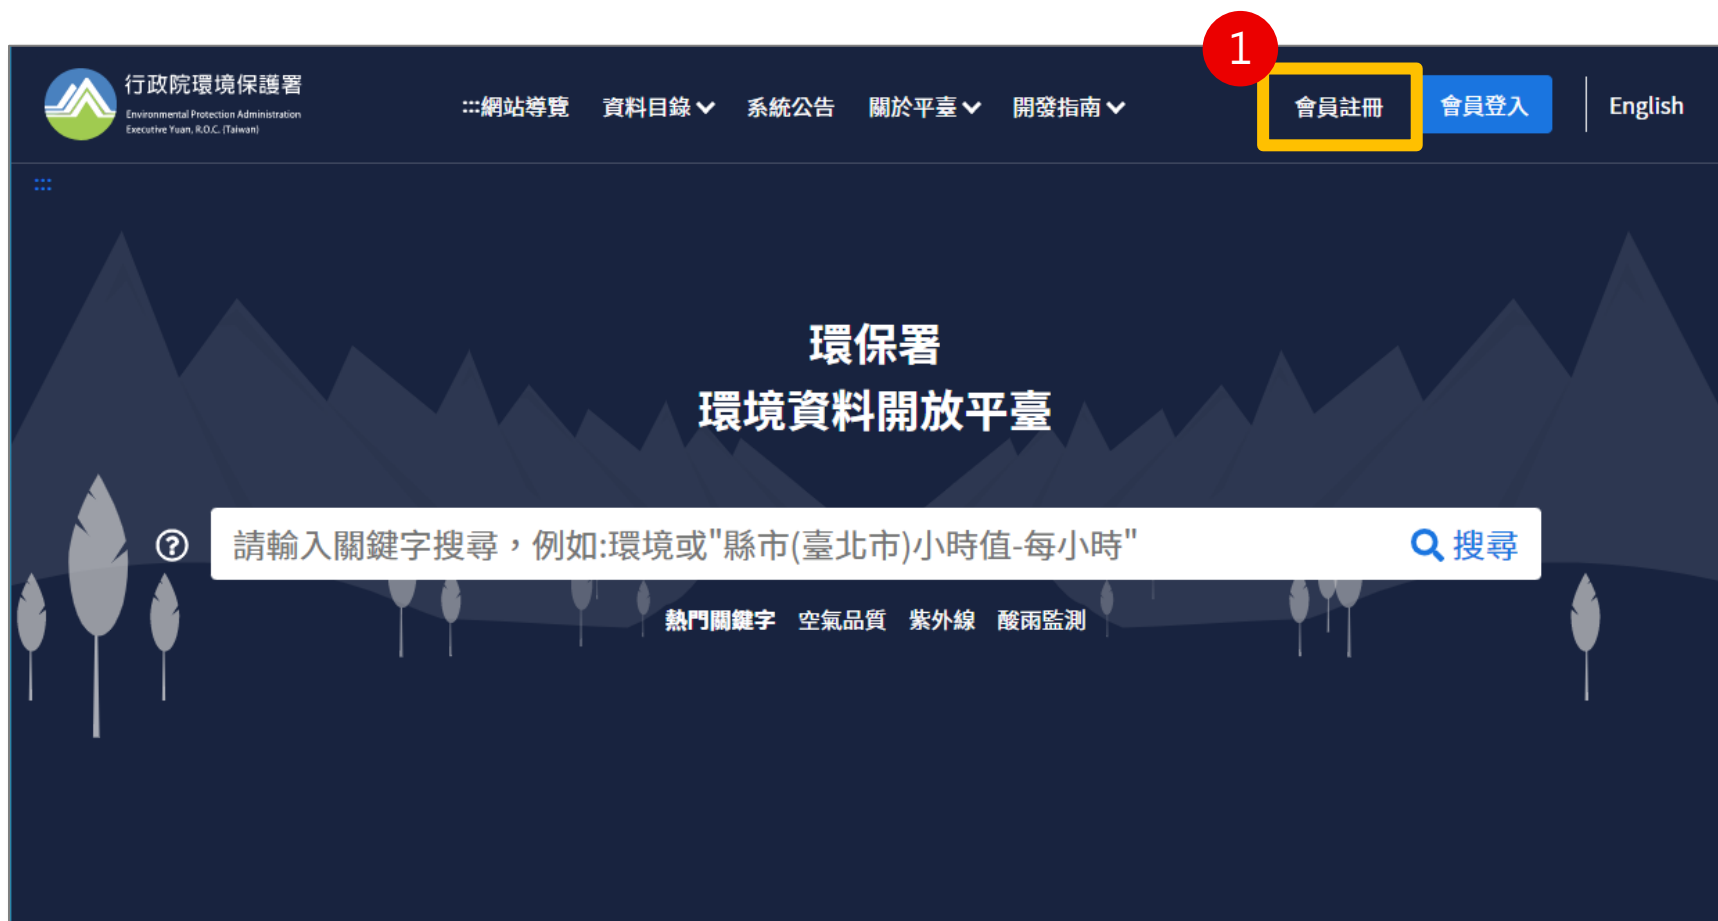 1
行政院環境保護署
Environmental Protection Administration
Executive Yuan, R.O.C. (Taiwan)
:::網站導覽 資料目錄 系統公告 關於平臺 開發指南 會員註冊 會員登入 English
:::
環保署
環境資料開放平臺
請輸入關鍵字搜尋，例如:環境或"縣市(臺北市)小時值-每小時" 搜尋
熱門關鍵字 空氣品質 紫外線 酸雨監測